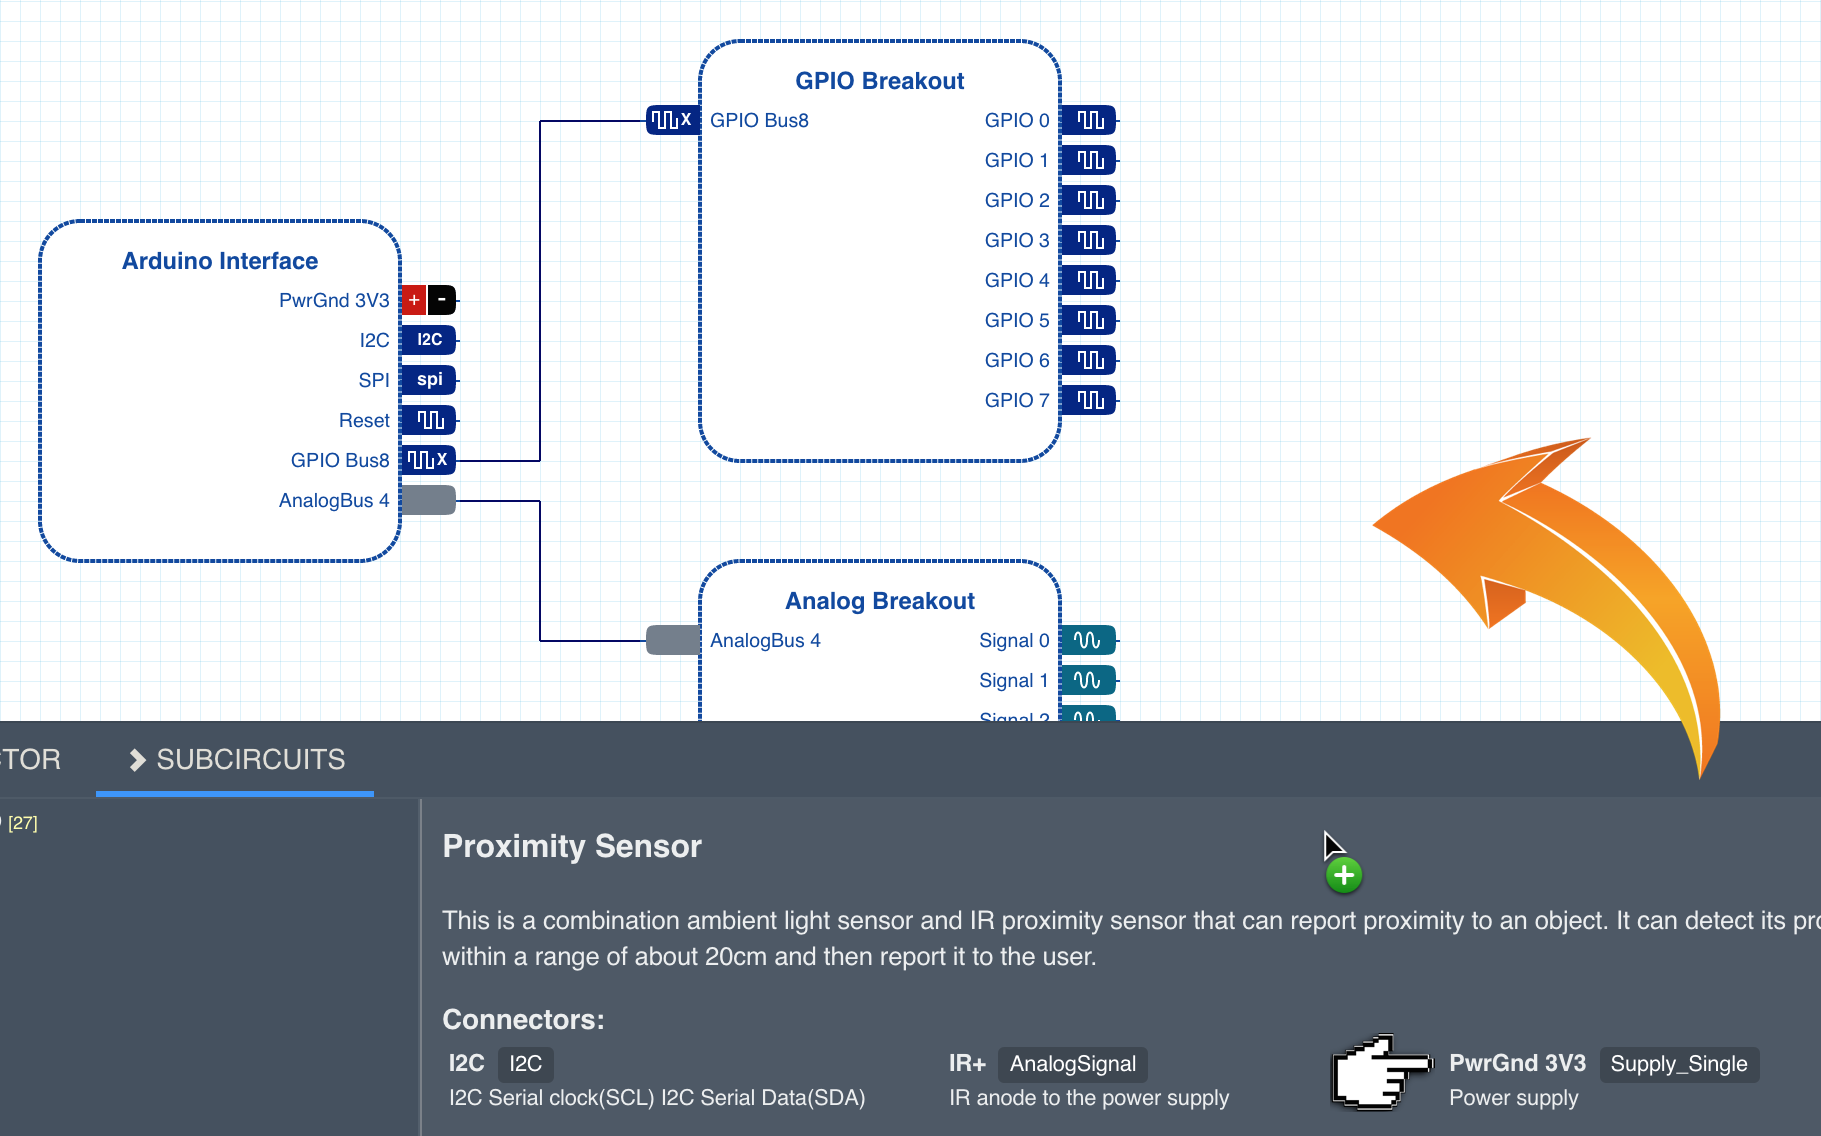 GPIO Breakout
X GPIO Bus8 GPIO 0
GPIO 1
GPIO 2
GPIO 3
GPIO 4
GPIO 5
GPIO 6
GPIO 7
Arduino Interface
PwrGnd 3V3 + -
I2C I2C
SPI spi
Reset
GPIO Bus8 X
AnalogBus 4
Analog Breakout
AnalogBus 4 Signal 0
Signal 1
Signal 2
CTOR SUBCIRCUITS
[27]
Proximity Sensor
This is a combination ambient light sensor and IR proximity sensor that can report proximity to an object. It can detect its pro
within a range of about 20cm and then report it to the user.
Connectors:
I2C I2C IR+ AnalogSignal PwrGnd 3V3 Supply_Single
I2C Serial clock(SCL) I2C Serial Data(SDA) IR anode to the power supply Power supply